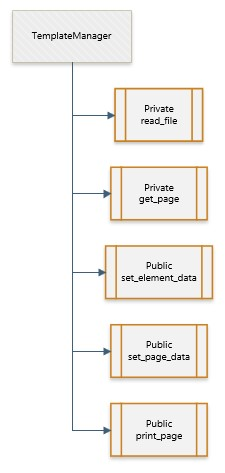 TemplateManager
Private
read_file
Private
get_page
Public
set_element_data
Public
set_page_data
Public
print_page